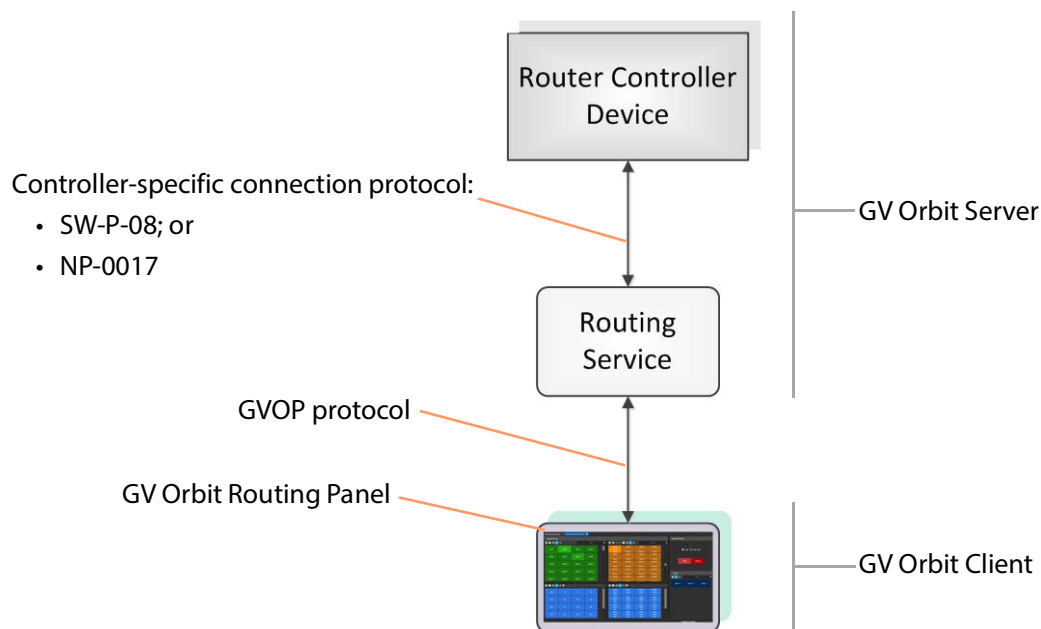 Router Controller
Device
Controller-specific connection protocol:
• SW-P-08; or
• NP-0017
GV Orbit Server
Routing
Service
GVOP protocol
GV Orbit Routing Panel
GV Orbit Client